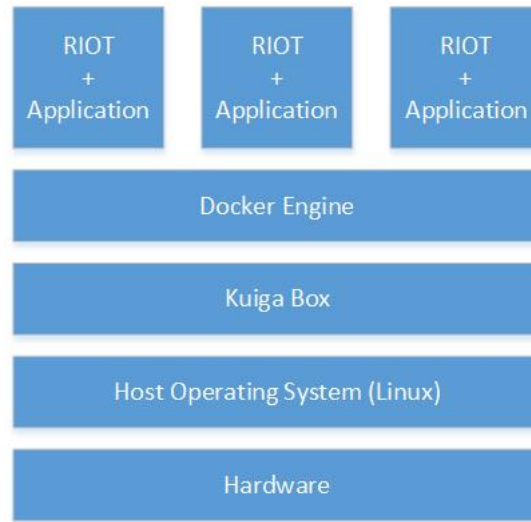 RIOT
+
Application
RIOT
+
Application
RIOT
+
Application
Docker Engine
Kuiga Box
Host Operating System (Linux)
Hardware